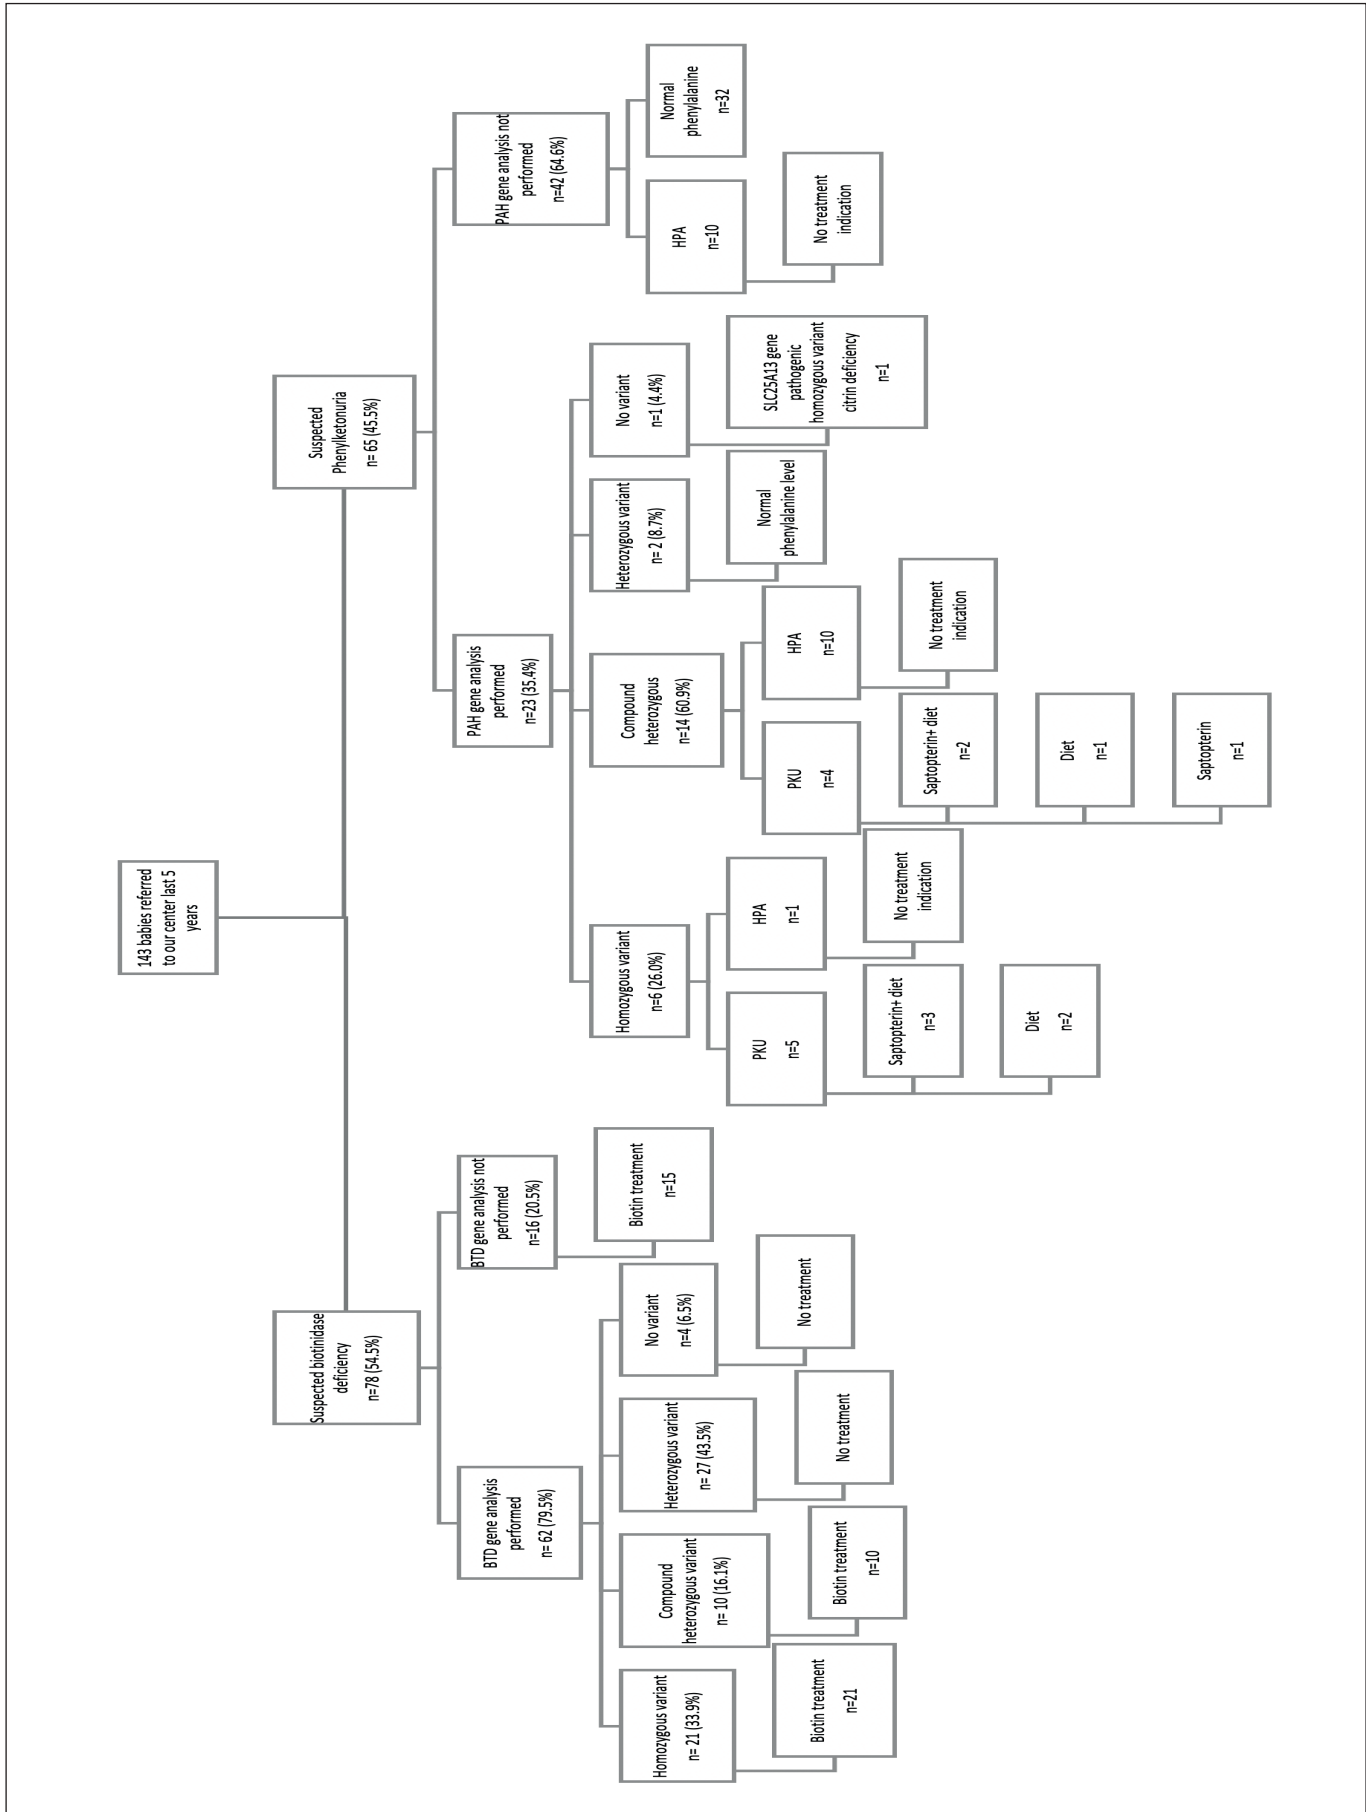 143 babies referred
to our center last 5
years
Suspected biotinidase
deficiency
n=78 (54.5%)
Suspected
Phenylketonuria
n= 65 (45.5%)
BTD gene analysis
performed
n= 62 (79.5%)
BTD gene analysis not
performed
n=16 (20.5%)
PAH gene analysis
performed
n=23 (35.4%)
PAH gene analysis not
performed
n=42 (64.6%)
Homozygous variant
n= 21 (33.9%)
Compound
heterozygous variant
n= 10 (16.1%)
Heterozygous variant
n= 27 (43.5%)
No variant
n=4 (6.5%)
Biotin treatment
n=15
Biotin treatment
n=21
Biotin treatment
n=10
No treatment
No treatment
Homozygous variant
n=6 (26.0%)
Compound
heterozygous
n=14 (60.9%)
Heterozygous variant
n= 2 (8.7%)
No variant
n=1 (4.4%)
HPA
n=10
Normal
phenylalanine
n=32
PKU
n=5
HPA
n=1
PKU
n=4
HPA
n=10
Normal
phenylalanine level
SLC25A13 gene
pathogenic
homozygous variant
citrin deficiency
n=1
No treatment
indication
Saptopterin+ diet
n=3
No treatment
indication
Saptopterin+ diet
n=2
No treatment
indication
Diet
n=2
Diet
n=1
Saptopterin
n=1